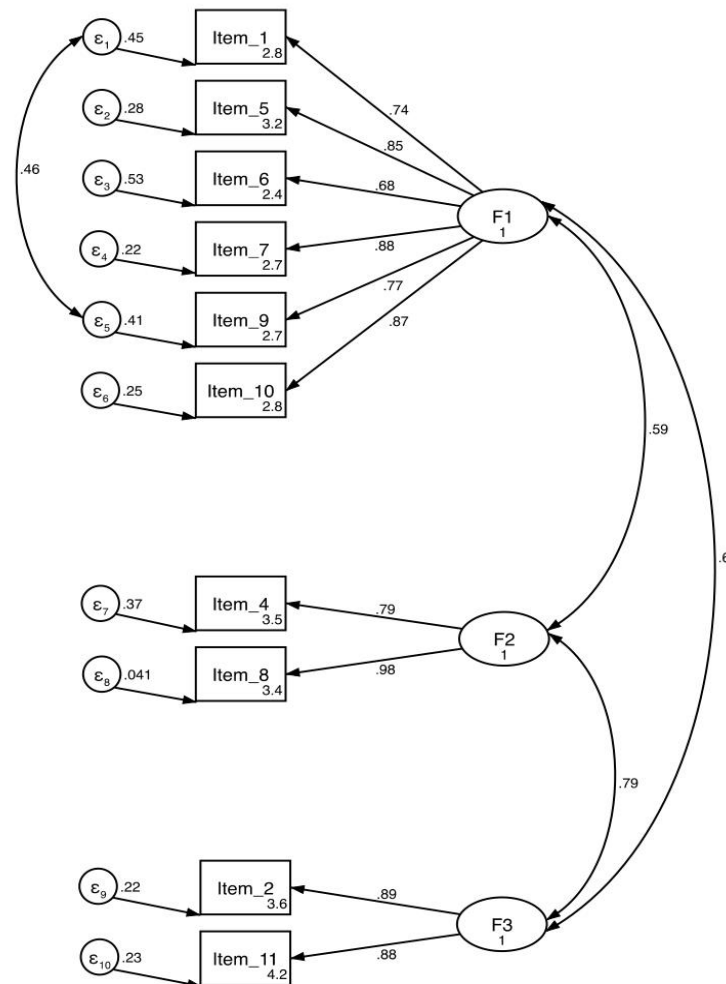 ε1 .45 Item_1 2.8
ε2 .28 Item_5 3.2
ε3 .53 Item_6 2.4
ε4 .22 Item_7 2.7
ε5 .41 Item_9 2.7
ε6 .25 Item_10 2.8
.46
.74
.85
.68
.88
.77
.87
F1
1
.59
ε7 .37 Item_4 3.5
ε8 .041 Item_8 3.4
.79
.98
F2
1
.79
ε9 .22 Item_2 3.6
ε10 .23 Item_11 4.2
.89
.88
F3
1